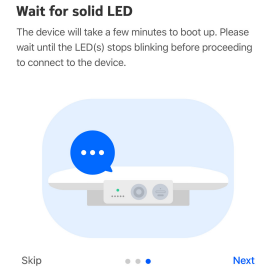 Wait for solid LED
The device will take a few minutes to boot up. Please
wait until the LED(s) stops blinking before proceeding
to connect to the device.
Skip
Next